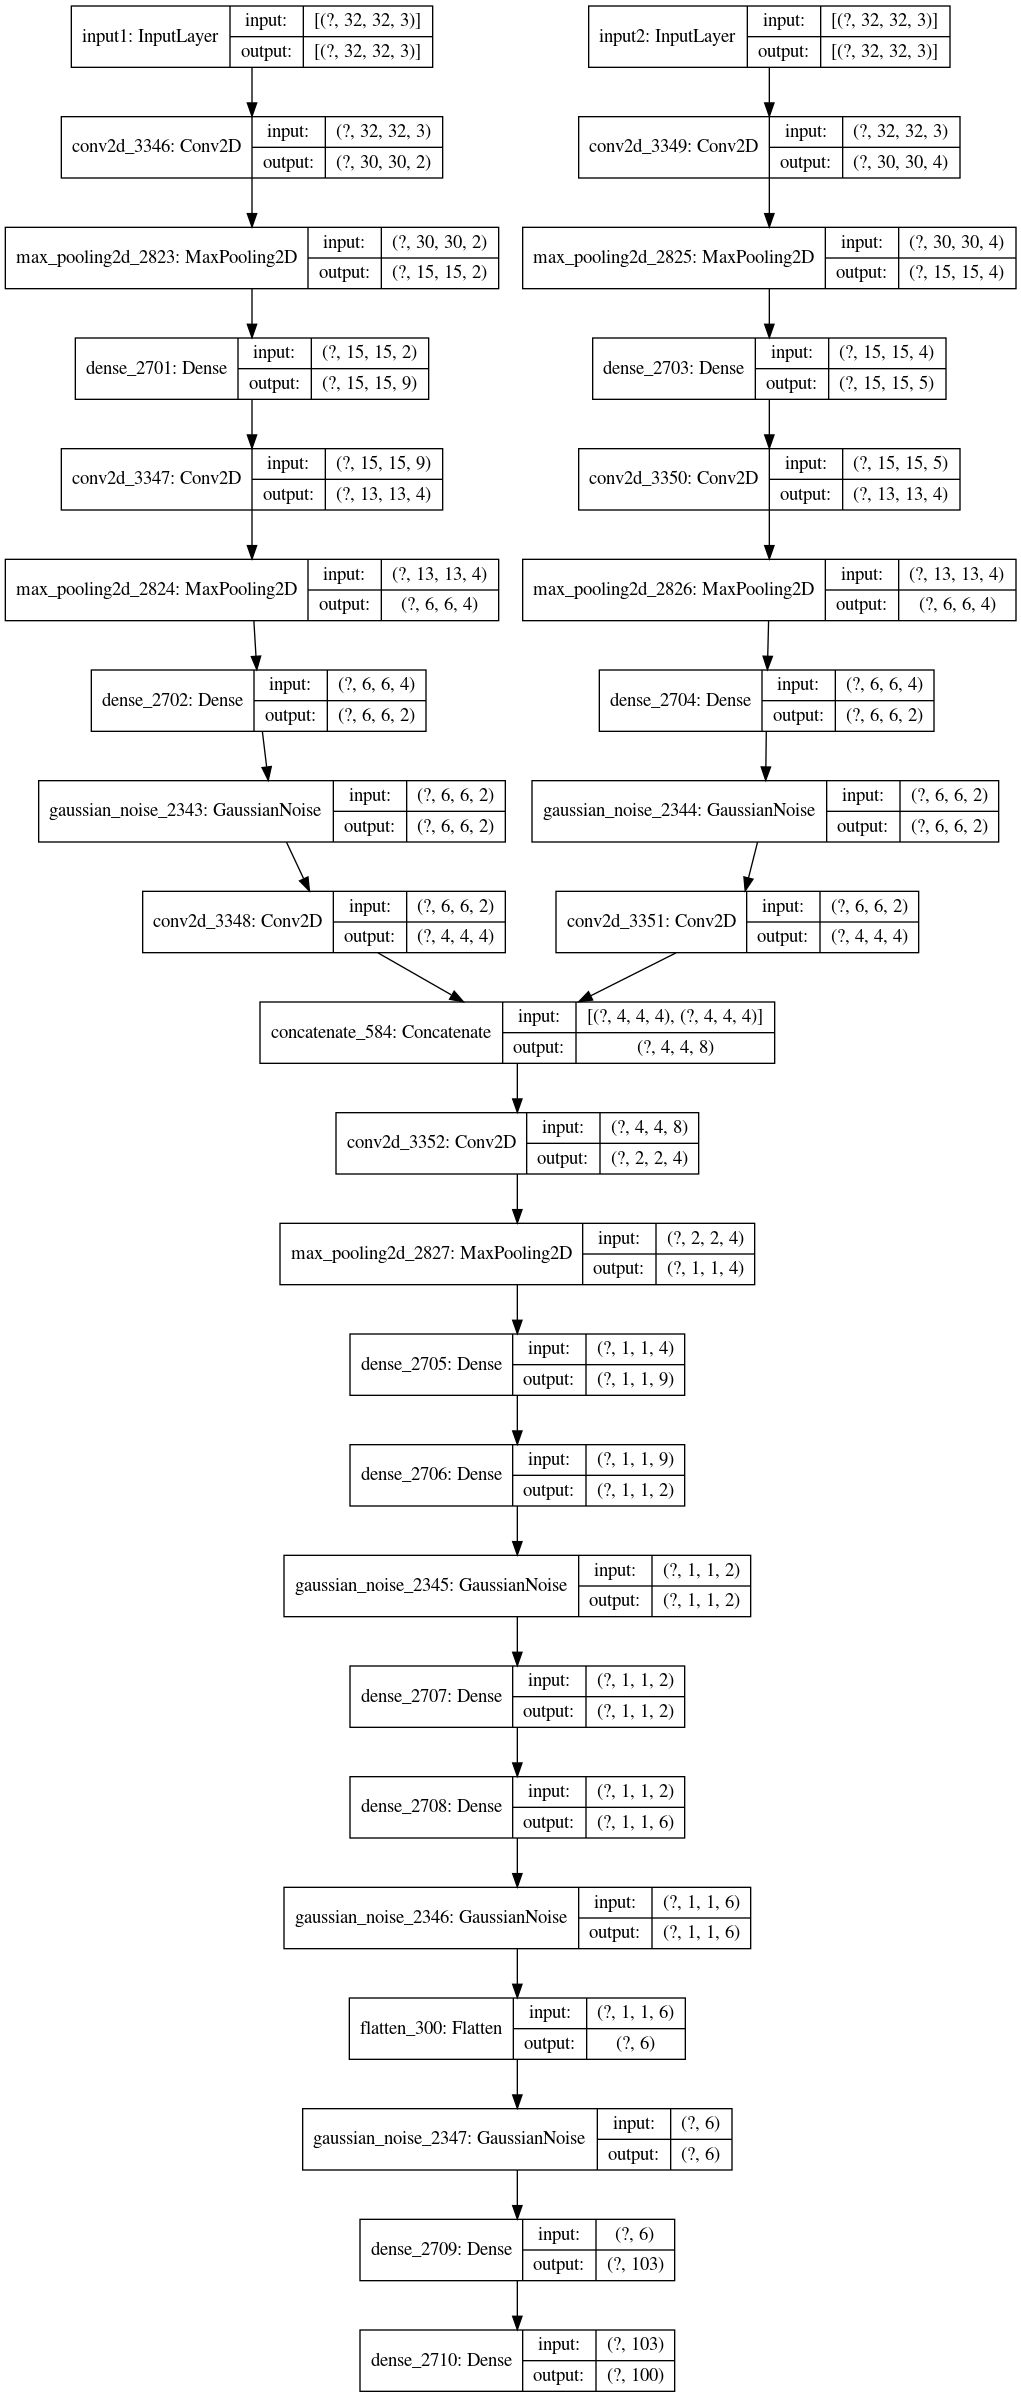 input1: InputLayer
input: [(?, 32, 32, 3)]
output: [(?, 32, 32, 3)]
input2: InputLayer
input: [(?, 32, 32, 3)]
output: [(?, 32, 32, 3)]
conv2d_3346: Conv2D
input: (?, 32, 32, 3)
output: (?, 30, 30, 2)
conv2d_3349: Conv2D
input: (?, 32, 32, 3)
output: (?, 30, 30, 4)
max_pooling2d_2823: MaxPooling2D
input: (?, 30, 30, 2)
output: (?, 15, 15, 2)
max_pooling2d_2825: MaxPooling2D
input: (?, 30, 30, 4)
output: (?, 15, 15, 4)
dense_2701: Dense
input: (?, 15, 15, 2)
output: (?, 15, 15, 9)
dense_2703: Dense
input: (?, 15, 15, 4)
output: (?, 15, 15, 5)
conv2d_3347: Conv2D
input: (?, 15, 15, 9)
output: (?, 13, 13, 4)
conv2d_3350: Conv2D
input: (?, 15, 15, 5)
output: (?, 13, 13, 4)
max_pooling2d_2824: MaxPooling2D
input: (?, 13, 13, 4)
output: (?, 6, 6, 4)
max_pooling2d_2826: MaxPooling2D
input: (?, 13, 13, 4)
output: (?, 6, 6, 4)
dense_2702: Dense
input: (?, 6, 6, 4)
output: (?, 6, 6, 2)
dense_2704: Dense
input: (?, 6, 6, 4)
output: (?, 6, 6, 2)
gaussian_noise_2343: GaussianNoise
input: (?, 6, 6, 2)
output: (?, 6, 6, 2)
gaussian_noise_2344: GaussianNoise
input: (?, 6, 6, 2)
output: (?, 6, 6, 2)
conv2d_3348: Conv2D
input: (?, 6, 6, 2)
output: (?, 4, 4, 4)
conv2d_3351: Conv2D
input: (?, 6, 6, 2)
output: (?, 4, 4, 4)
concatenate_584: Concatenate
input: [(?, 4, 4, 4), (?, 4, 4, 4)]
output: (?, 4, 4, 8)
conv2d_3352: Conv2D
input: (?, 4, 4, 8)
output: (?, 2, 2, 4)
max_pooling2d_2827: MaxPooling2D
input: (?, 2, 2, 4)
output: (?, 1, 1, 4)
dense_2705: Dense
input: (?, 1, 1, 4)
output: (?, 1, 1, 9)
dense_2706: Dense
input: (?, 1, 1, 9)
output: (?, 1, 1, 2)
gaussian_noise_2345: GaussianNoise
input: (?, 1, 1, 2)
output: (?, 1, 1, 2)
dense_2707: Dense
input: (?, 1, 1, 2)
output: (?, 1, 1, 2)
dense_2708: Dense
input: (?, 1, 1, 2)
output: (?, 1, 1, 6)
gaussian_noise_2346: GaussianNoise
input: (?, 1, 1, 6)
output: (?, 1, 1, 6)
flatten_300: Flatten
input: (?, 1, 1, 6)
output: (?, 6)
gaussian_noise_2347: GaussianNoise
input: (?, 6)
output: (?, 6)
dense_2709: Dense
input: (?, 6)
output: (?, 103)
dense_2710: Dense
input: (?, 103)
output: (?, 100)